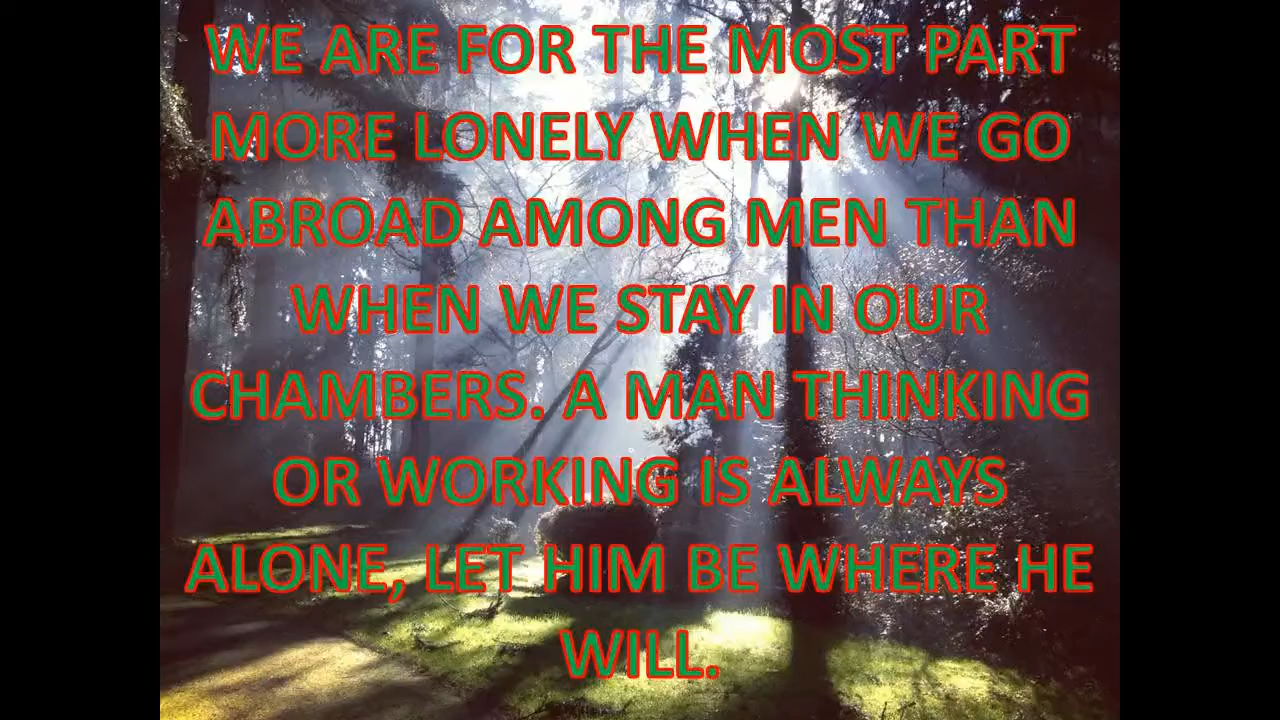 WE ARE FOR THE MOST PART
MORE LONELY WHEN WE GO
ABROAD AMONG MEN THAN
WHEN WE STAY IN OUR
CHAMBERS. A MAN THINKING
OR WORKING IS ALWAYS
ALONE, LET HIM BE WHERE HE
WILL.